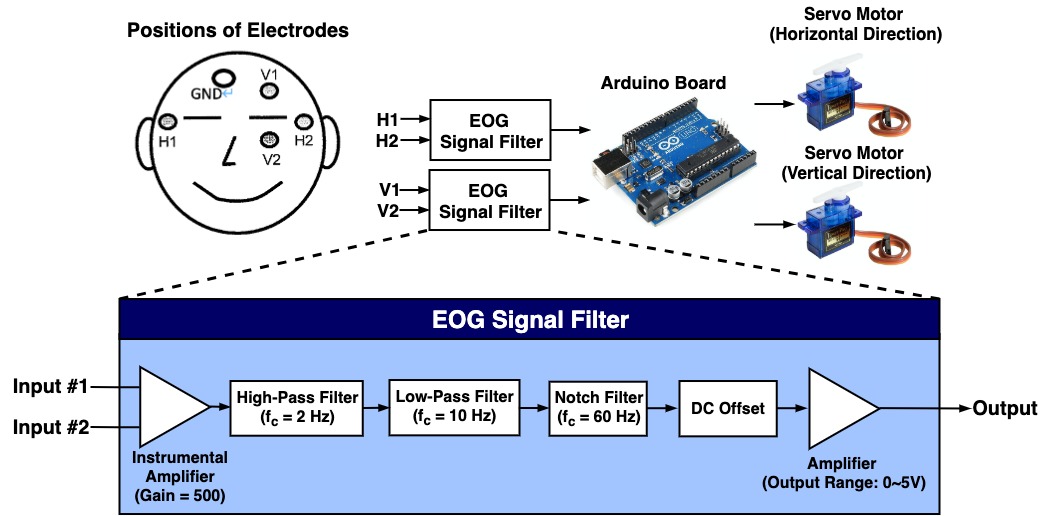 Positions of Electrodes
GND↵
V1
H1
H2
V2
H1
H2
EOG
Signal Filter
V1
V2
EOG
Signal Filter
Arduino Board
Servo Motor
(Horizontal Direction)
Servo Motor
(Vertical Direction)
EOG Signal Filter
Input #1
Input #2
Instrumental
Amplifier
(Gain = 500)
High-Pass Filter
(fc = 2 Hz)
Low-Pass Filter
(fc = 10 Hz)
Notch Filter
(fc = 60 Hz)
DC Offset
Amplifier
(Output Range: 0~5V)
Output